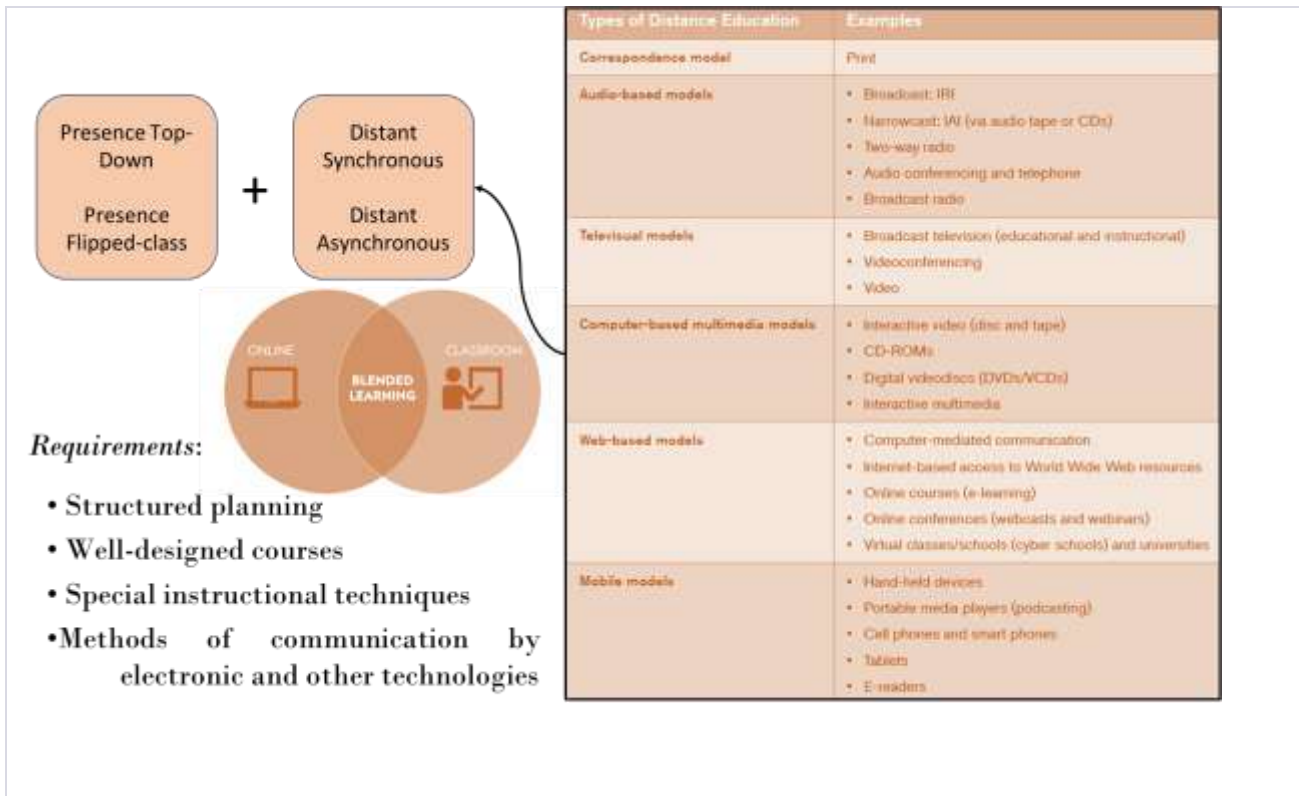 Presence Top-
Down
Presence
Flipped-class
+
Distant
Synchronous
Distant
Asynchronous
ONLINE
BLENDED
LEARNING
CLASSROOM
Requirements:
• Structured planning
• Well-designed courses
• Special instructional techniques
•Methods of communication by
electronic and other technologies
Types of Distance Education Examples
Correspondence model Print
Audio-based models • Broadcast: IRI
• Narrowcast: IAI (via audio tape or CDs)
• Two-way radio
• Audio conferencing and telephone
• Broadcast radio
Televisual models • Broadcast television (educational and instructional)
• Videoconferencing
• Video
Computer-based multimedia models • Interactive video (disc and tape)
• CD-ROMs
• Digital videodiscs (DVDs/VCDs)
• Interactive multimedia
Web-based models • Computer-mediated communication
• Internet-based access to World Wide Web resources
• Online courses (e-learning)
• Online conferences (webcasts and webinars)
• Virtual classes/schools (cyber schools) and universities
Mobile models • Hand-held devices
• Portable media players (podcasting)
• Cell phones and smart phones
• Tablets
• E-readers